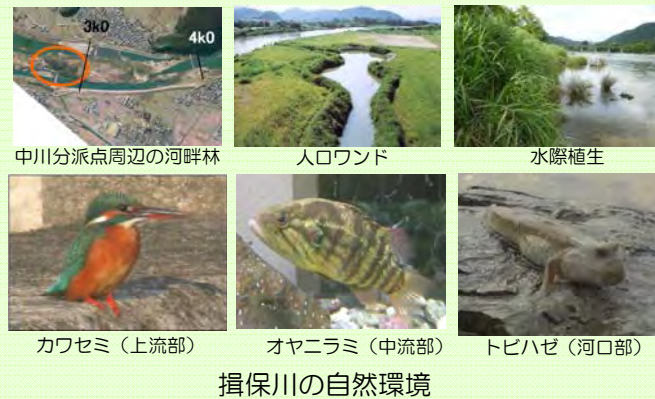 3k0
4k0
中川分派点周辺の河畔林
人口ワンド
水際植生
カワセミ（上流部）
オヤニラミ（中流部）
トビハゼ（河口部）
揖保川の自然環境